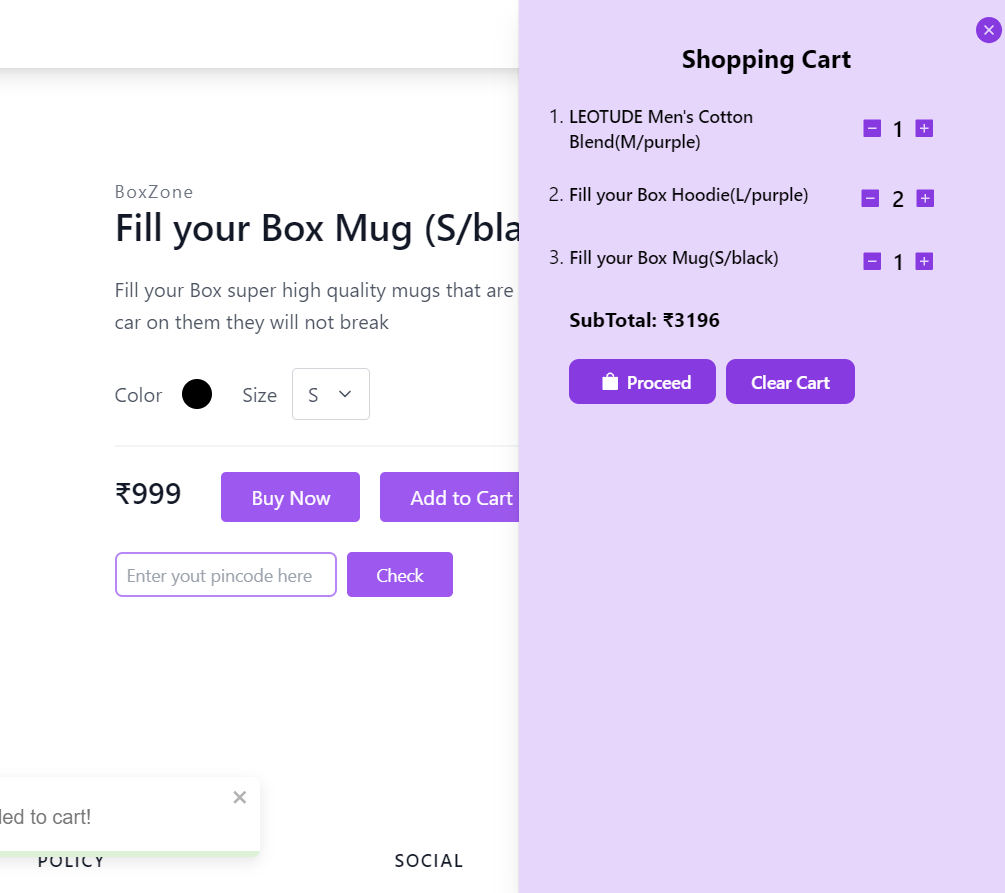 BoxZone
Fill your Box Mug (S/bla
Fill your Box super high quality mugs that are
car on them they will not break
Color
Size
S
₹999
Buy Now
Add to Cart
Enter yout pincode here
Check
led to cart!
POLICY
SOCIAL
Shopping Cart
1. LEOTUDE Men's Cotton
Blend(M/purple)
1
2. Fill your Box Hoodie(L/purple)
2
3. Fill your Box Mug(S/black)
1
SubTotal: ₹3196
Proceed
Clear Cart